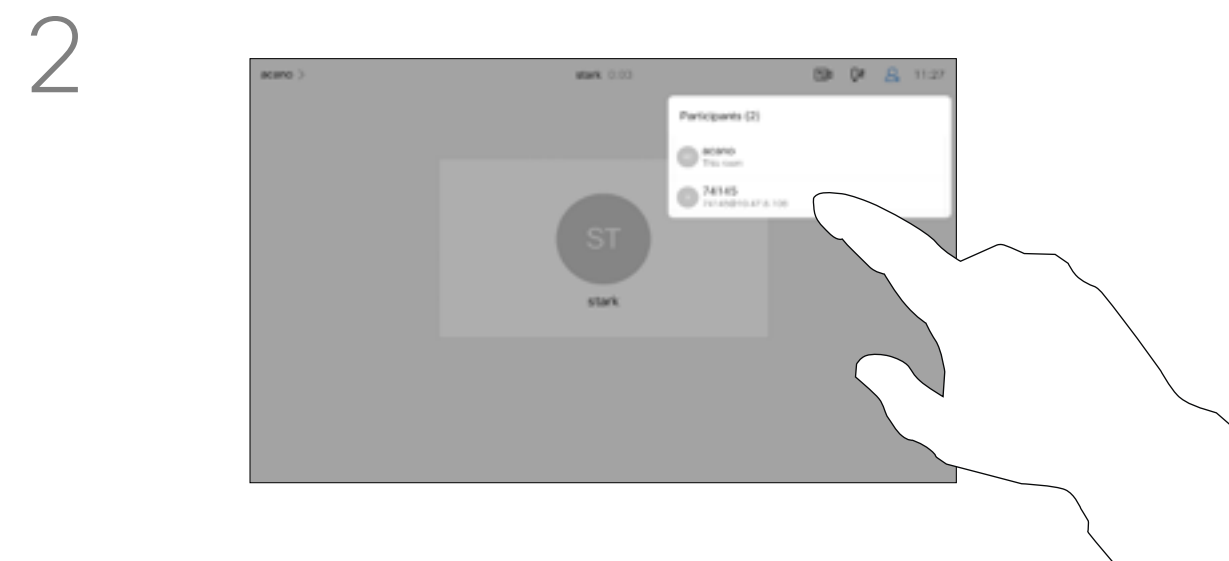 2
acano >
stark 0:03
11:27
Participants (2)
acano
This room
74145
ST
stark